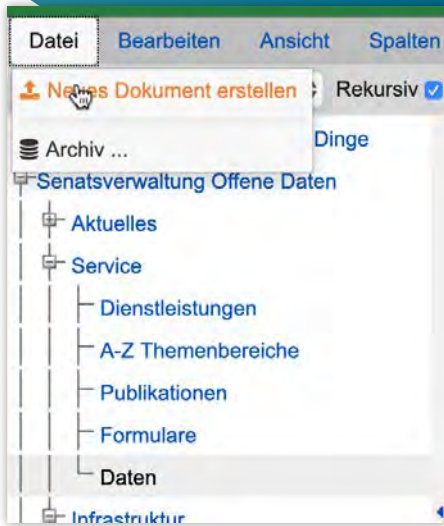 Datei Bearbeiten Ansicht Spalten
Neues Dokument erstellen Rekursiv
Archiv ... Dinge
Senatsverwaltung Offene Daten
Aktuelles
Service
Dienstleistungen
A-Z Themenbereiche
Publikationen
Formulare
Daten
Infrastruktur